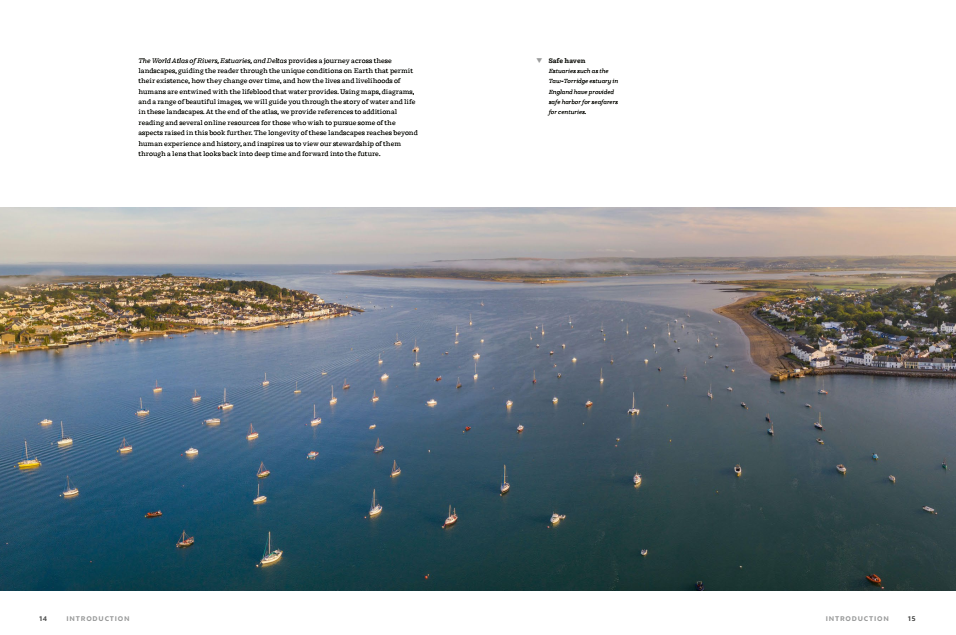 The World Atlas of Rivers, Estuaries, and Deltas provides a journey across these
landscapes, guiding the reader through the unique conditions on Earth that permit
their existence, how they change over time, and how the lives and livelihoods of
humans are entwined with the lifeblood that water provides. Using maps, diagrams,
and a range of beautiful images, we will guide you through the story of water and life
in these landscapes. At the end of the atlas, we provide references to additional
reading and several online resources for those who wish to pursue some of the
aspects raised in this book further. The longevity of these landscapes reaches beyond
human experience and history, and inspires us to view our stewardship of them
through a lens that looks back into deep time and forward into the future.
Safe haven
Estuaries such as the
Taw-Torridge estuary in
England have provided
safe harbor for seafarers
for centuries.
14 INTRODUCTION
INTRODUCTION 15